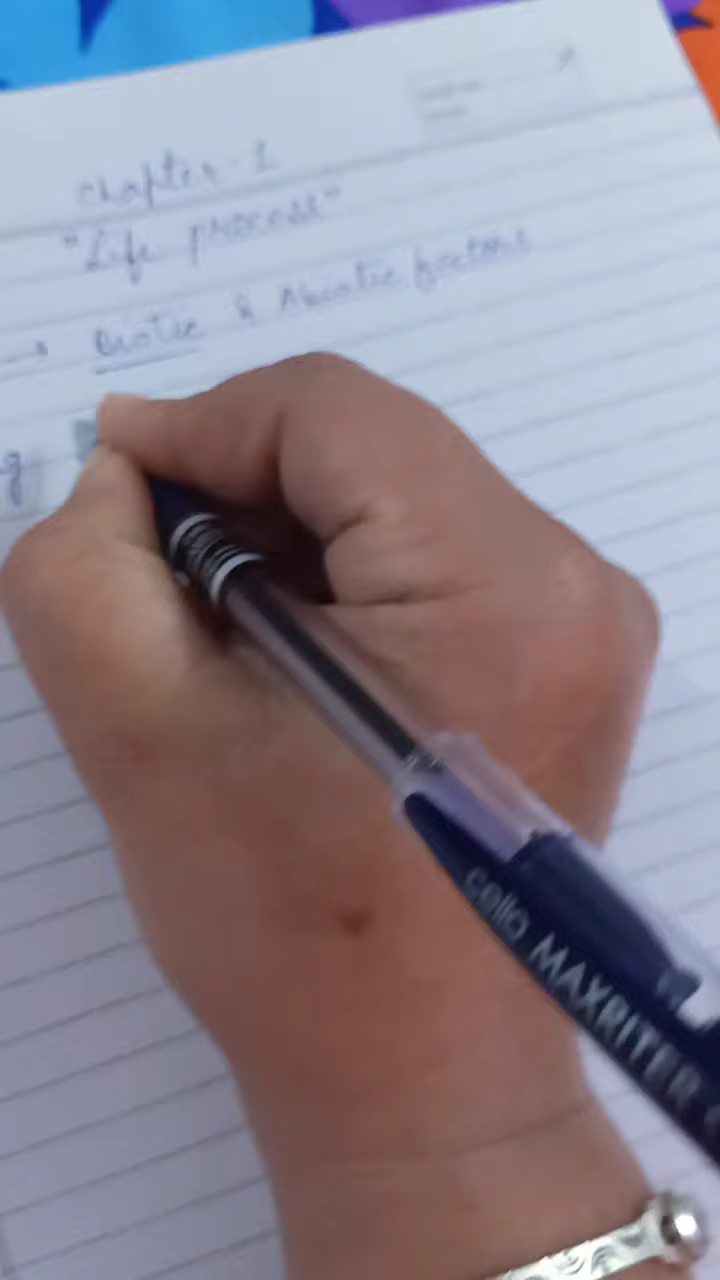 Chapter - 1
"Life process"
→ Biotic & Abiotic factors
g
cello MAXRITER